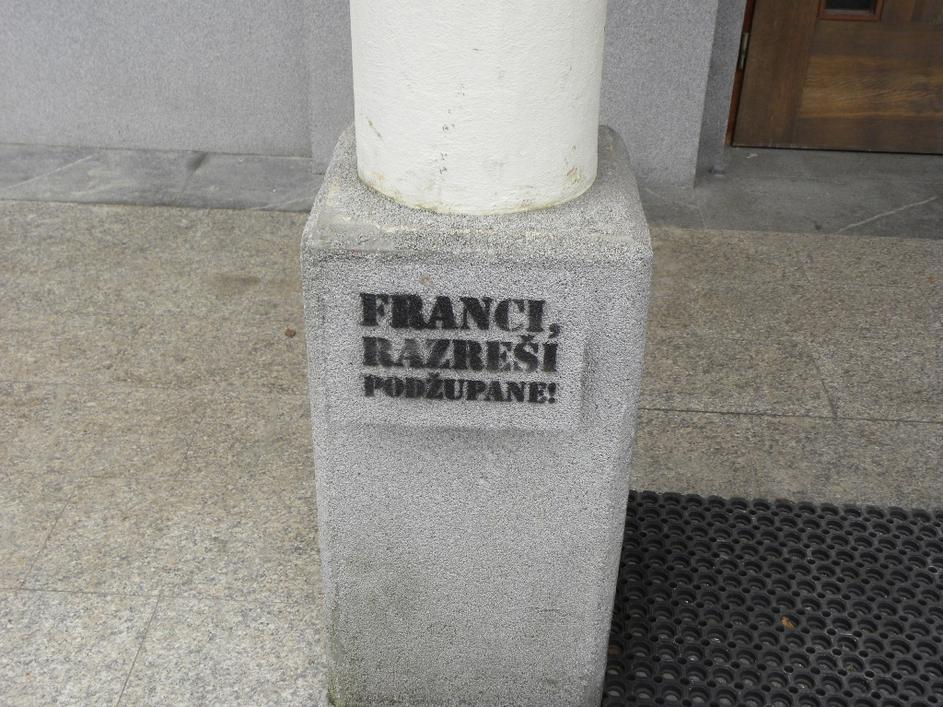 FRANCI,
RAZREŠI
PODŽUPANE!